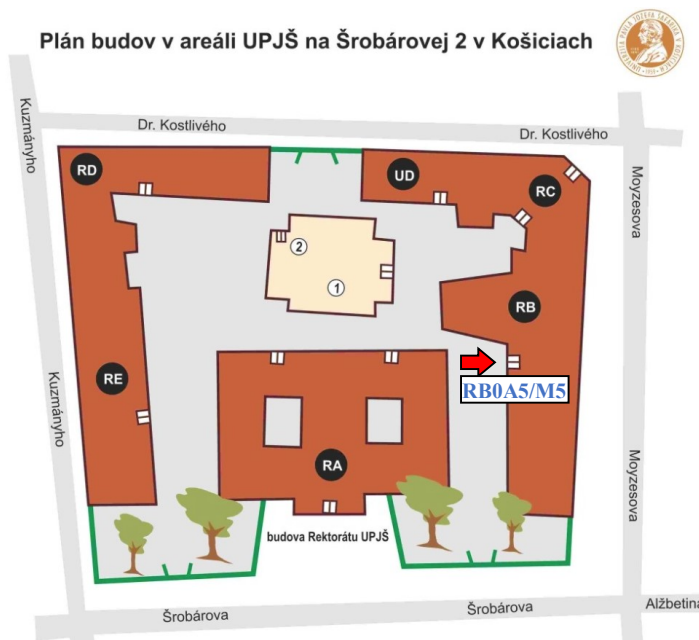 Plán budov v areáli UPJŠ na Šrobárovej 2 v Košiciach
Kuzmányho
Dr. Kostlivého
Dr. Kostlivého
Moyzesova
RD
UD
RC
2
1
RB
RB0A5/M5
Kuzmányho
RE
RA
Moyzesova
budova Rektorátu UPJŠ
Šrobárova
Šrobárova
Alžbetina